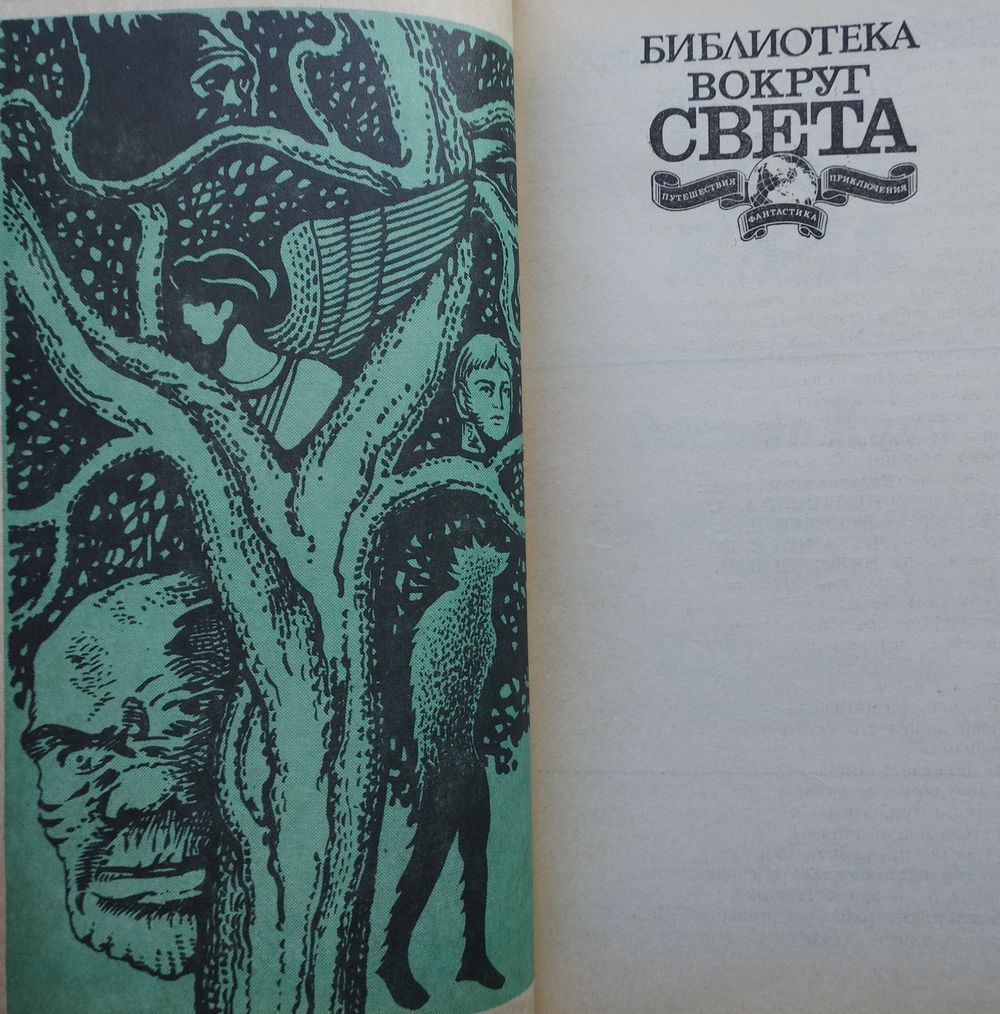 БИБЛИОТЕКА
ВОКРУГ
СВЕТА
ПУТЕШЕСТВИЯ
ФАНТАСТИКА
ПРИКЛЮЧЕНИЯ